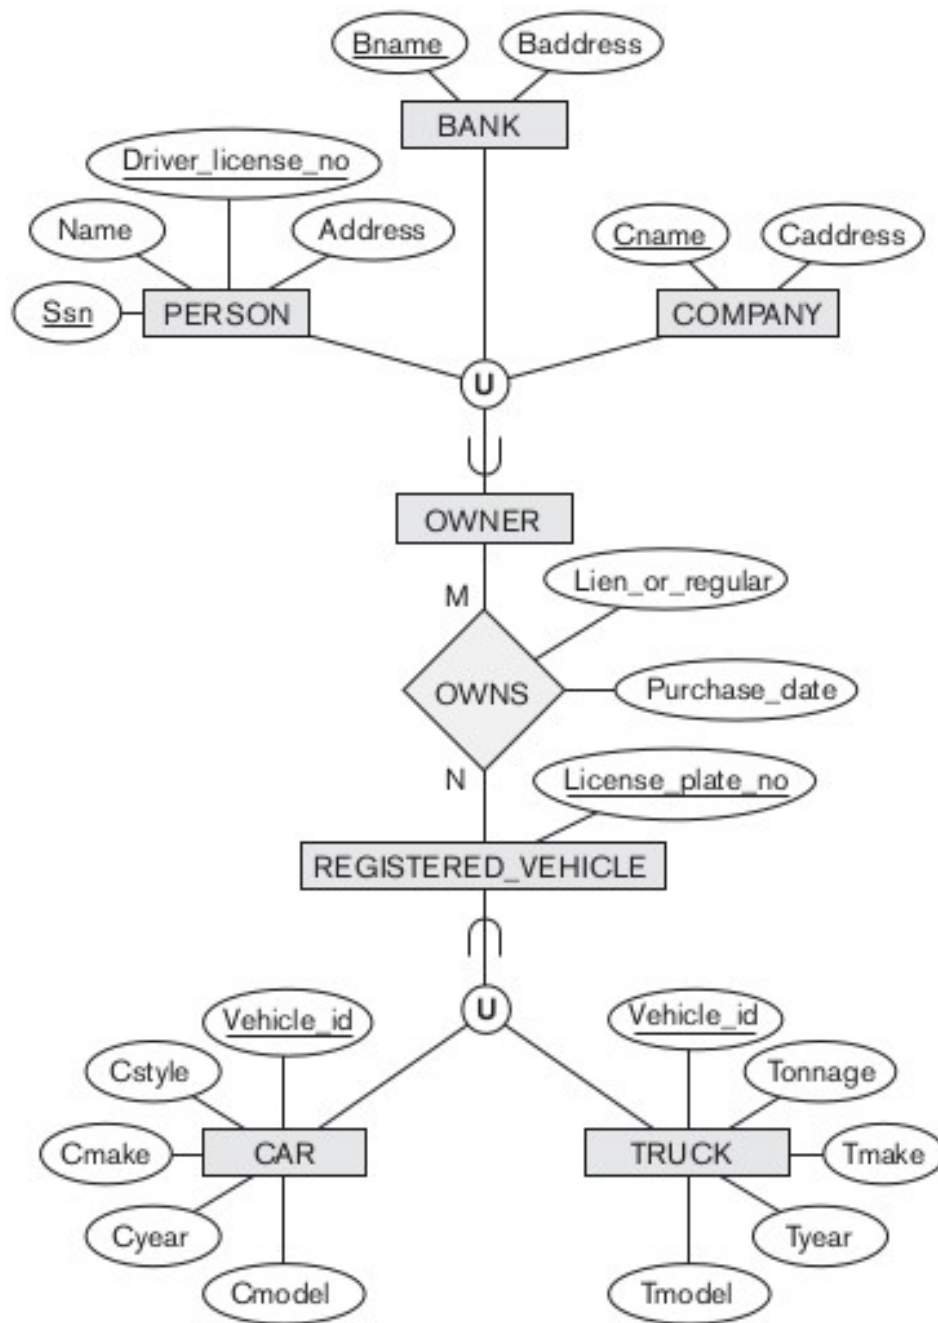 Bname
Baddress
BANK
Driver_license_no
Name
Address
Cname
Caddress
Ssn
PERSON
COMPANY
U
OWNER
M
Lien_or_regular
OWNS
Purchase_date
N
License_plate_no
REGISTERED_VEHICLE
U
Vehicle_id
Vehicle_id
Cstyle
Tonnage
Cmake
CAR
TRUCK
Tmake
Cyear
Tyear
Cmodel
Tmodel